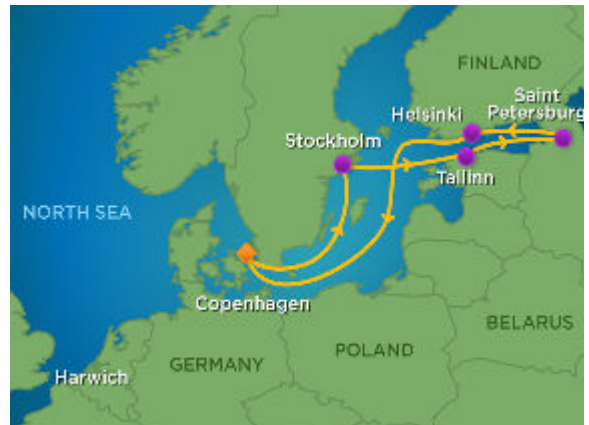 FINLAND
Saint
Petersburg
Helsinki
Stockholm
Tallinn
NORTH SEA
Copenhagen
BELARUS
POLAND
GERMANY
Harwich